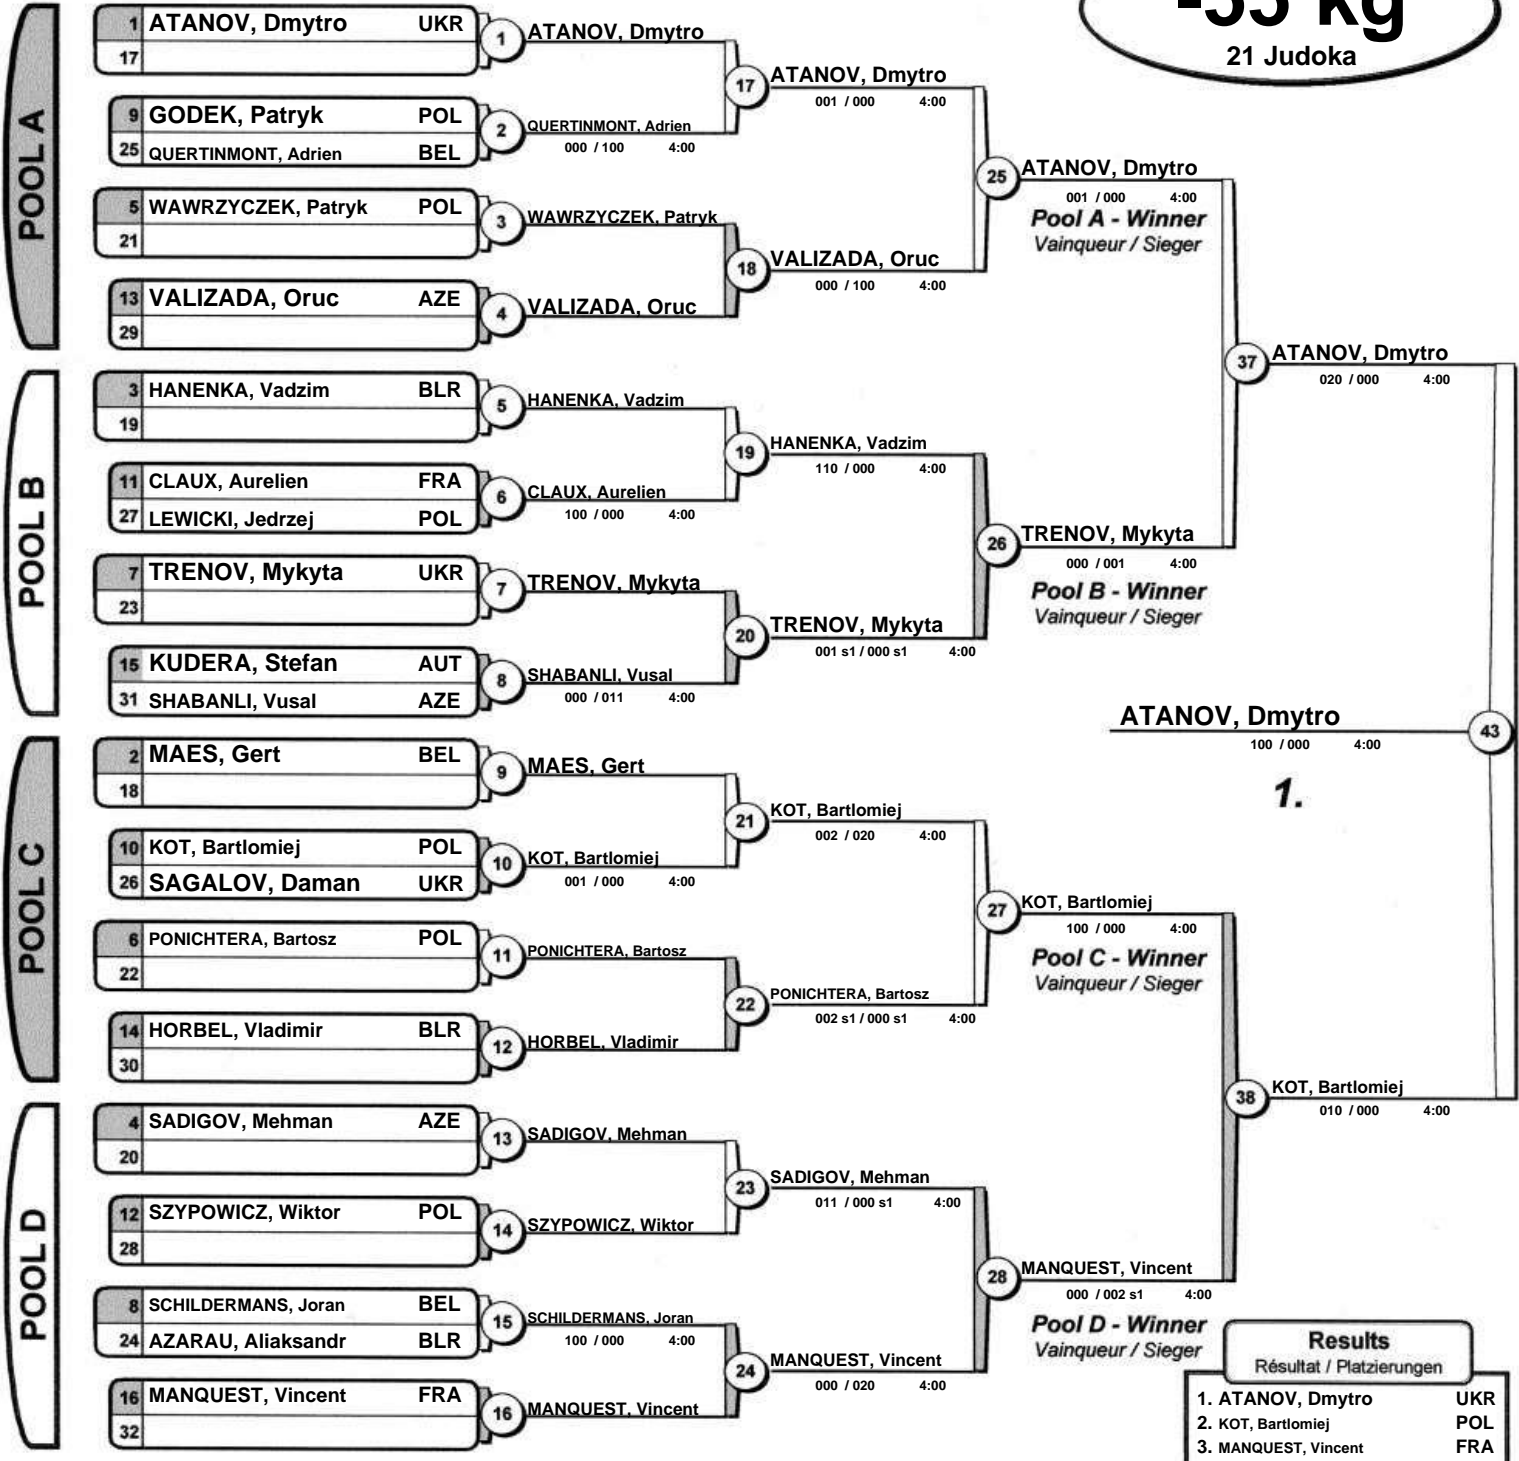 -55 kg
21 Judoka
POOL A
1 ATANOV, Dmytro UKR
17
1 ATANOV, Dmytro
9 GODEK, Patryk POL
25 QUERTINMONT, Adrien BEL
2 QUERTINMONT, Adrien
000 / 100 4:00
17 ATANOV, Dmytro
001 / 000 4:00
5 WAWRZYCZEK, Patryk POL
21
3 WAWRZYCZEK, Patryk
13 VALIZADA, Oruc AZE
29
4 VALIZADA, Oruc
18 VALIZADA, Oruc
000 / 100 4:00
25 ATANOV, Dmytro
001 / 000 4:00
Pool A - Winner
Vainqueur / Sieger
POOL B
3 HANENKA, Vadzim BLR
19
5 HANENKA, Vadzim
11 CLAUX, Aurelien FRA
27 LEWICKI, Jedrzej POL
6 CLAUX, Aurelien
100 / 000 4:00
19 HANENKA, Vadzim
110 / 000 4:00
7 TRENOV, Mykyta UKR
23
7 TRENOV, Mykyta
15 KUDERA, Stefan AUT
31 SHABANLI, Vusal AZE
8 SHABANLI, Vusal
000 / 011 4:00
20 TRENOV, Mykyta
001 s1 / 000 s1 4:00
26 TRENOV, Mykyta
000 / 001 4:00
Pool B - Winner
Vainqueur / Sieger
37 ATANOV, Dmytro
020 / 000 4:00
POOL C
2 MAES, Gert BEL
18
9 MAES, Gert
10 KOT, Bartlomiej POL
26 SAGALOV, Daman UKR
10 KOT, Bartlomiej
001 / 000 4:00
21 KOT, Bartlomiej
002 / 020 4:00
6 PONICHTERA, Bartosz POL
22
11 PONICHTERA, Bartosz
14 HORBEL, Vladimir BLR
30
12 HORBEL, Vladimir
22 PONICHTERA, Bartosz
002 s1 / 000 s1 4:00
27 KOT, Bartlomiej
100 / 000 4:00
Pool C - Winner
Vainqueur / Sieger
POOL D
4 SADIGOV, Mehman AZE
20
13 SADIGOV, Mehman
12 SZYPOWICZ, Wiktor POL
28
14 SZYPOWICZ, Wiktor
23 SADIGOV, Mehman
011 / 000 s1 4:00
8 SCHILDERMANS, Joran BEL
24 AZARAU, Aliaksandr BLR
15 SCHILDERMANS, Joran
100 / 000 4:00
16 MANQUEST, Vincent FRA
32
16 MANQUEST, Vincent
24 MANQUEST, Vincent
000 / 020 4:00
28 MANQUEST, Vincent
000 / 002 s1 4:00
Pool D - Winner
Vainqueur / Sieger
38 KOT, Bartlomiej
010 / 000 4:00
ATANOV, Dmytro 43
100 / 000 4:00
1.
Results
Résultat / Platzierungen
1. ATANOV, Dmytro UKR
2. KOT, Bartlomiej POL
3. MANQUEST, Vincent FRA